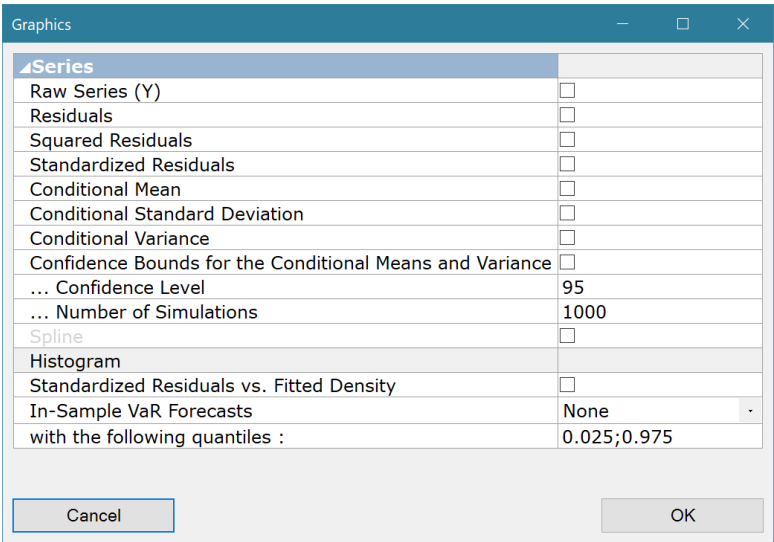 Graphics
Series
Raw Series (Y)
Residuals
Squared Residuals
Standardized Residuals
Conditional Mean
Conditional Standard Deviation
Conditional Variance
Confidence Bounds for the Conditional Means and Variance
... Confidence Level 95
... Number of Simulations 1000
Spline
Histogram
Standardized Residuals vs. Fitted Density
In-Sample VaR Forecasts None
with the following quantiles : 0.025;0.975
Cancel OK